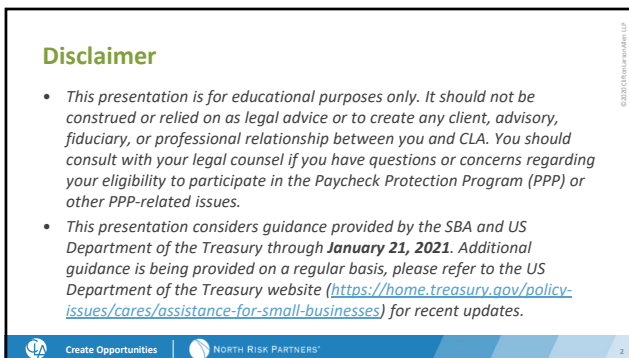 Disclaimer
• This presentation is for educational purposes only. It should not be
construed or relied on as legal advice or to create any client, advisory,
fiduciary, or professional relationship between you and CLA. You should
consult with your legal counsel if you have questions or concerns regarding
your eligibility to participate in the Paycheck Protection Program (PPP) or
other PPP-related issues.
• This presentation considers guidance provided by the SBA and US
Department of the Treasury through January 21, 2021. Additional
guidance is being provided on a regular basis, please refer to the US
Department of the Treasury website (https://home.treasury.gov/policy-
issues/cares/assistance-for-small-businesses) for recent updates.
©2020 CliftonLarsonAllen LLP
CLA
Create Opportunities
NORTH RISK PARTNERS
2